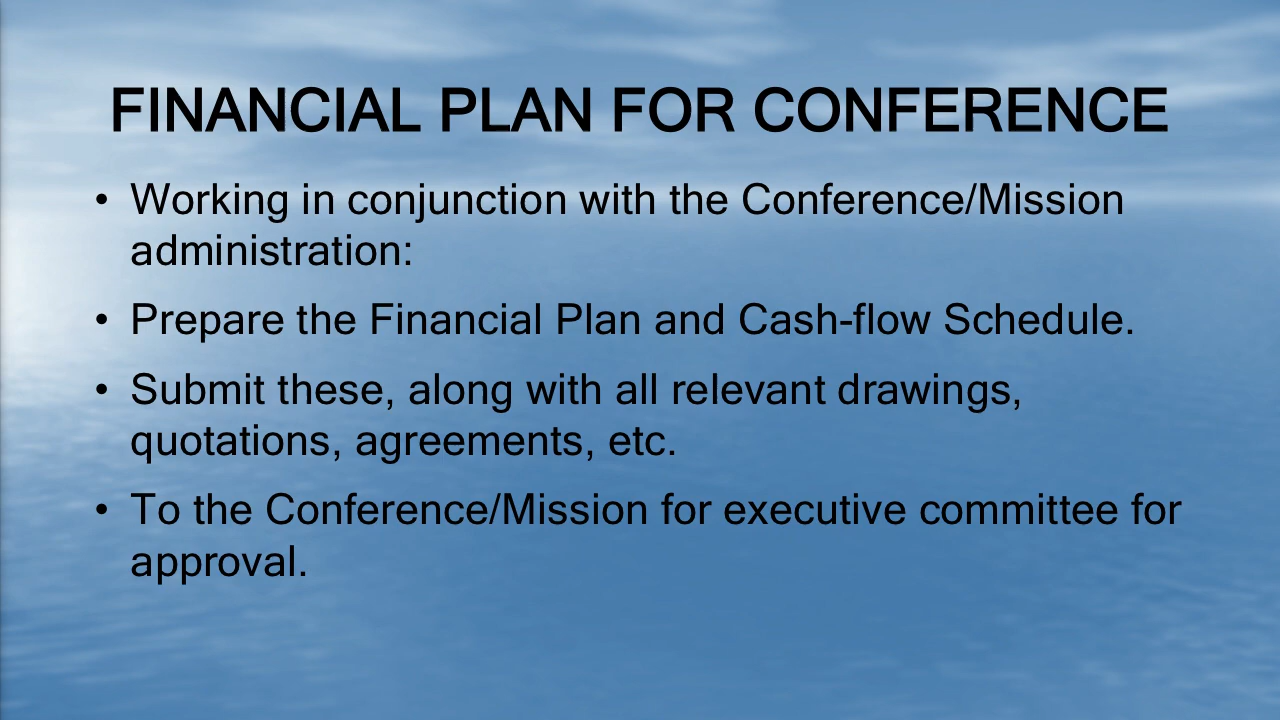 FINANCIAL PLAN FOR CONFERENCE
• Working in conjunction with the Conference/Mission
administration:
• Prepare the Financial Plan and Cash-flow Schedule.
• Submit these, along with all relevant drawings,
quotations, agreements, etc.
• To the Conference/Mission for executive committee for
approval.